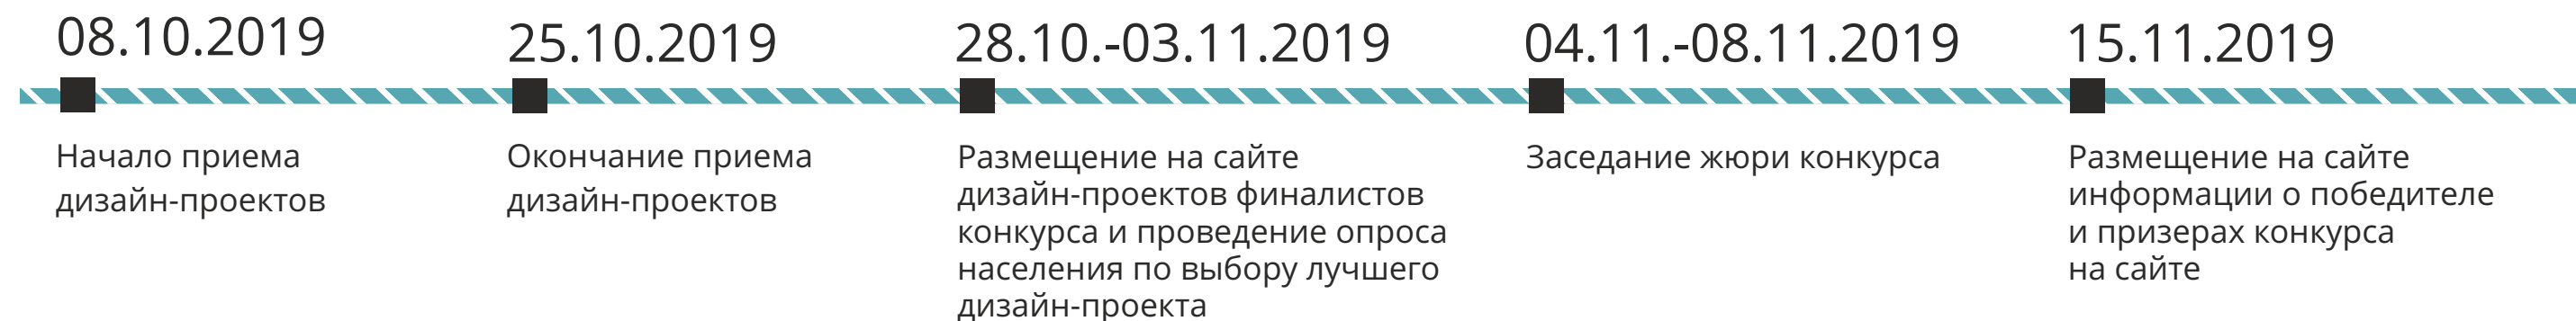 08.10.2019
Начало приема
дизайн-проектов
25.10.2019
Окончание приема
дизайн-проектов
28.10.-03.11.2019
Размещение на сайте
дизайн-проектов финалистов
конкурса и проведение опроса
населения по выбору лучшего
дизайн-проекта
04.11.-08.11.2019
Заседание жюри конкурса
15.11.2019
Размещение на сайте
информации о победителе
и призерах конкурса
на сайте